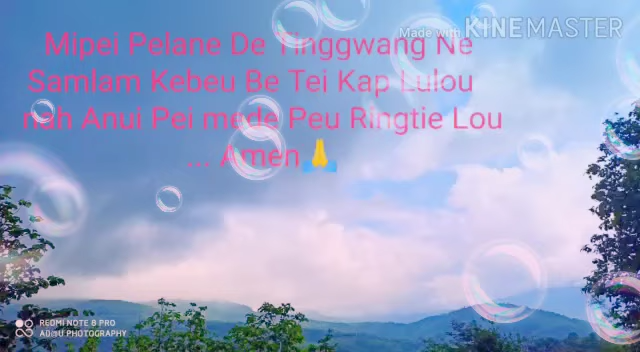 Made with KINEMASTER
Mipei Pelane De Tinggwang Ne
Samlam Kebeu Be Tei Kap Lulou
nah Anui Pei mede Peu Ringtie Lou
... Amen🙏
REDMI NOTE 8 PRO
PHOTOGRAPHY